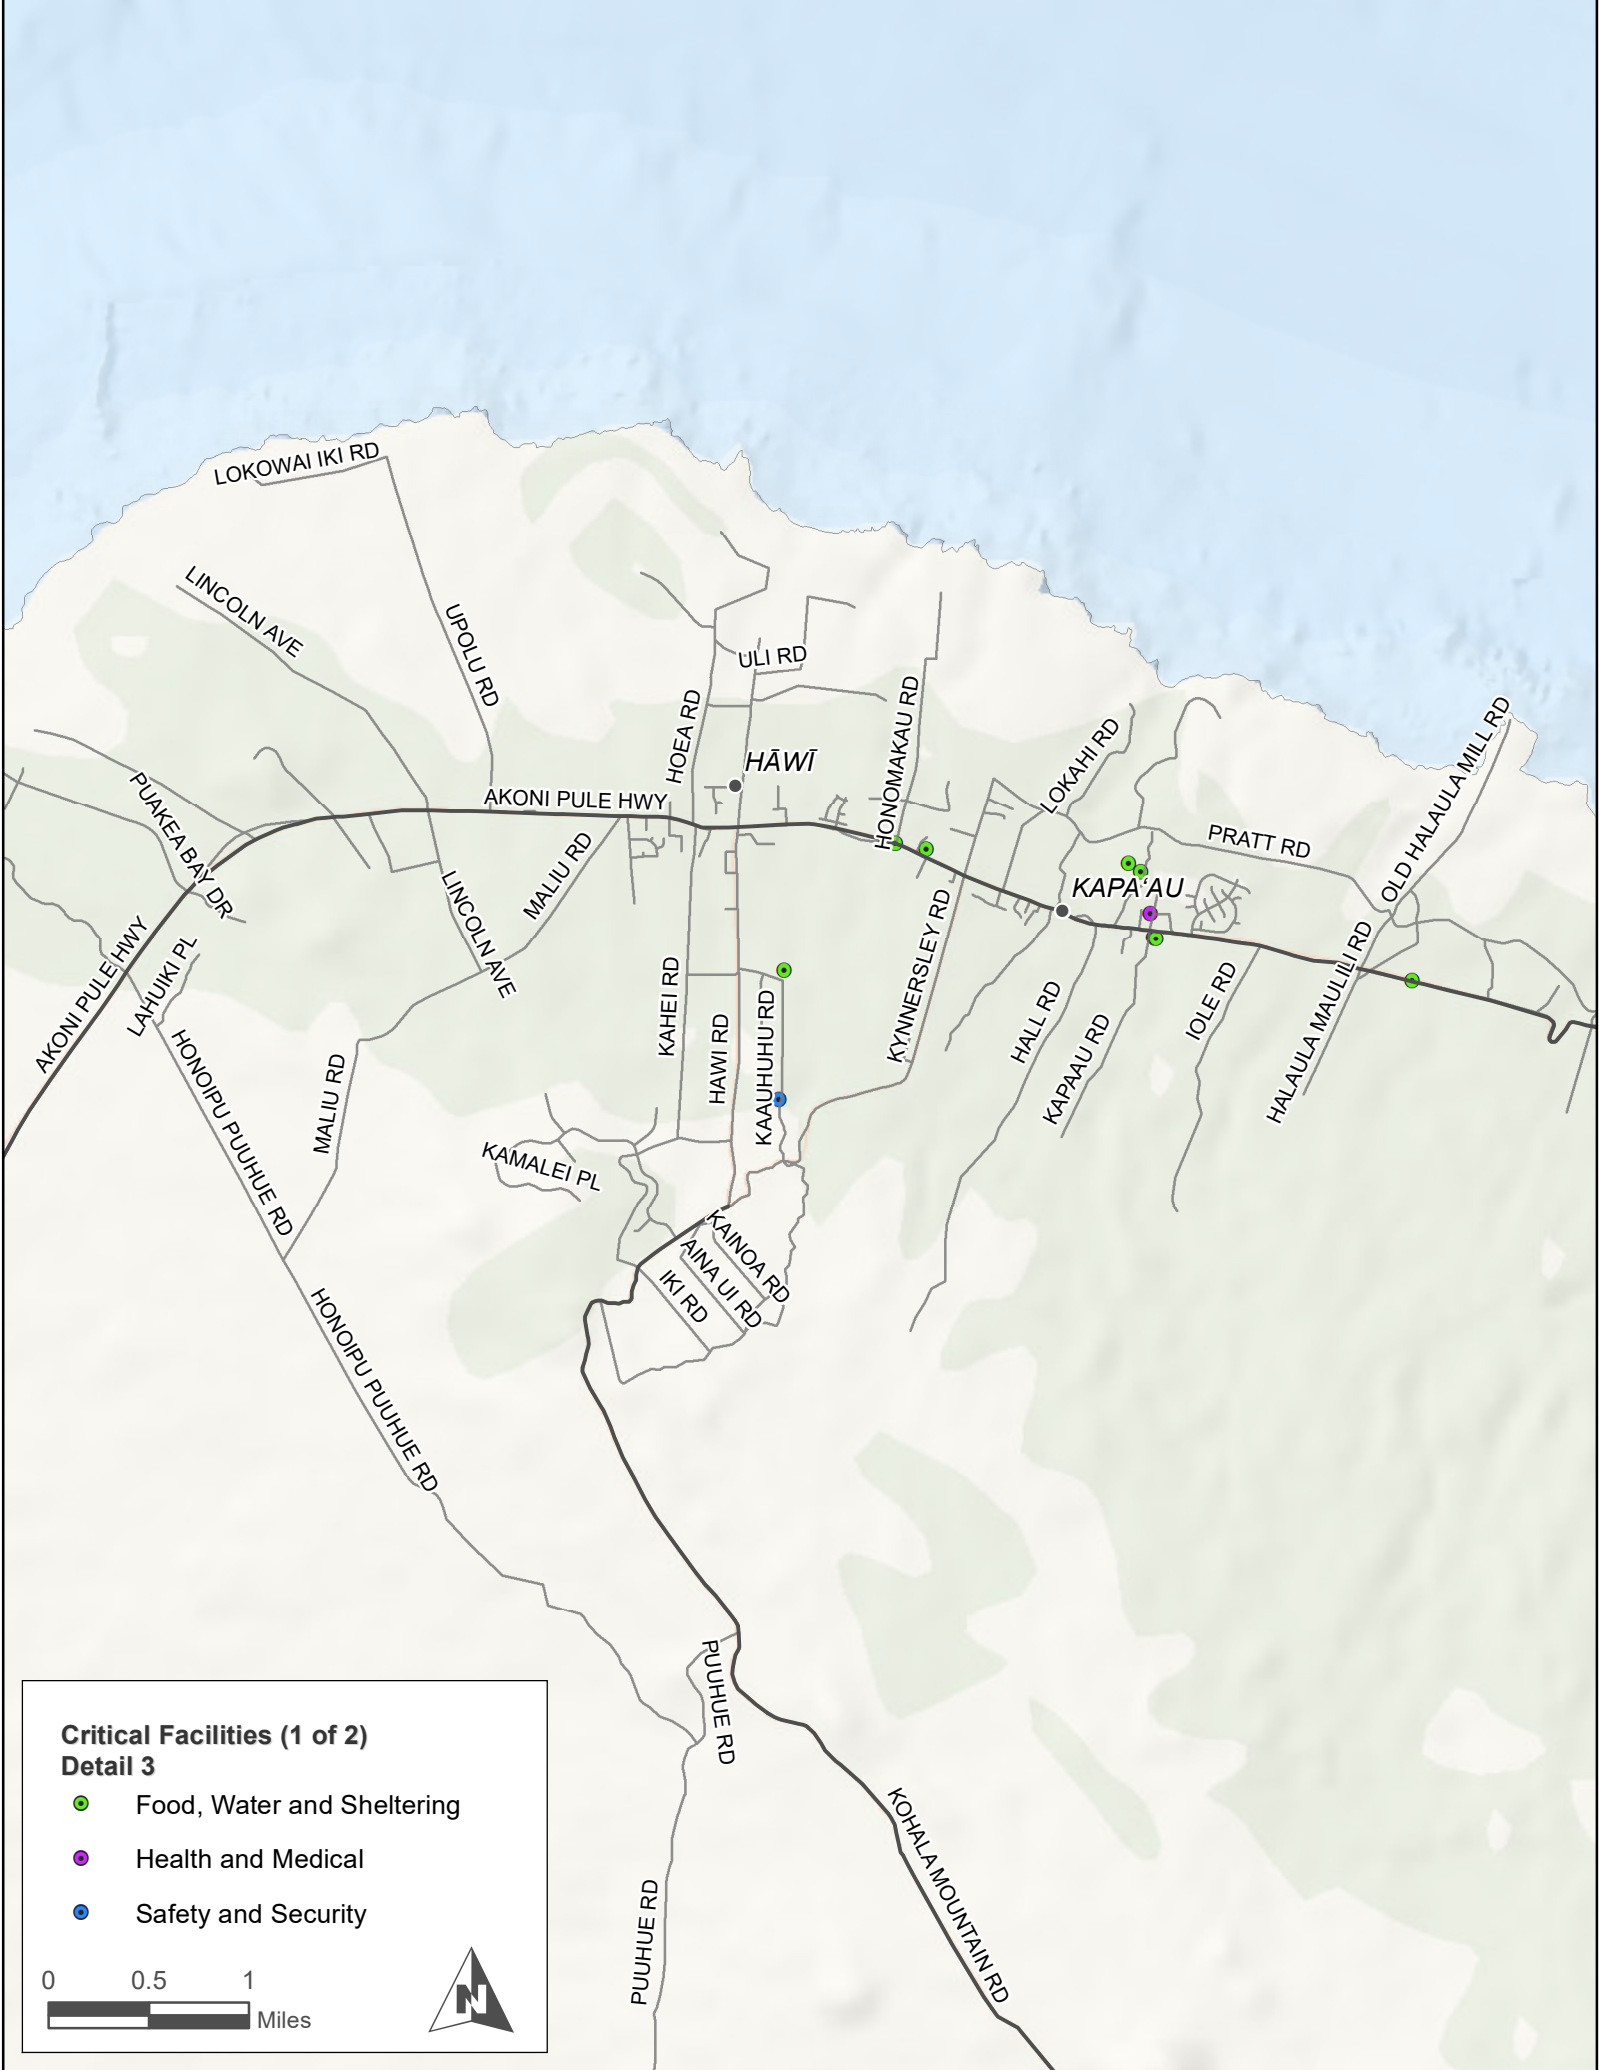 LOKOWAI IKI RD
LINCOLN AVE
UPOLU RD
ULI RD
HOEA RD
HONOMAKAU RD
LOKAHI RD
OLD HALAULA MILL RD
HĀWĪ
AKONI PULE HWY
PUAKEA BAY DR
MALIU RD
PRATT RD
KAPAʻAU
LINCOLN AVE
AKONI PULE HWY
LAHUIKI PL
KYNNERSLEY RD
HALAULA MAULILI RD
KAHEI RD
HAWI RD
KAAUHUHU RD
HALL RD
KAPAAU RD
IOLE RD
HONOIPU PUUHUE RD
MALIU RD
KAMALEI PL
KAINOA RD
AINA UI RD
IKI RD
HONOIPU PUUHUE RD
PUUHUE RD
KOHALA MOUNTAIN RD
PUUHUE RD
Critical Facilities (1 of 2)
Detail 3
Food, Water and Sheltering
Health and Medical
Safety and Security
0 0.5 1
Miles
N